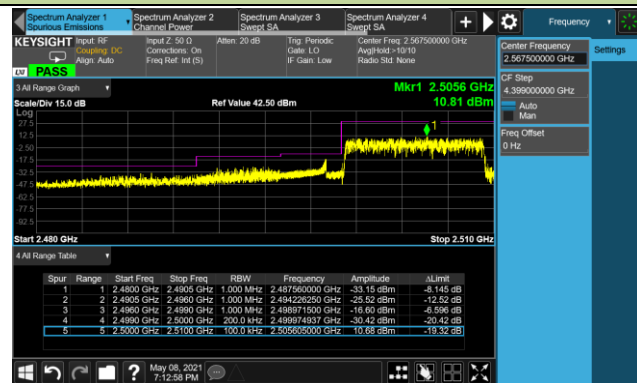 Spectrum Analyzer 1
Spurious Emissions
Spectrum Analyzer 2
Channel Power
Spectrum Analyzer 3
Swept SA
Spectrum Analyzer 4
Swept SA
Frequency
KEYSIGHT
Input: RF
Coupling: DC
Align: Auto
Input Z: 50 Ω
Corrections: On
Freq Ref: Int (S)
Atten: 20 dB
Trig: Periodic
Gate: LO
IF Gain: Low
Center Freq: 2.567500000 GHz
Avg|Hold:>10/10
Radio Std: None
LXI PASS
Center Frequency
2.567500000 GHz
Settings
CF Step
4.399000000 GHz
Auto
Man
Freq Offset
0 Hz
3 All Range Graph
Mkr1 2.5056 GHz
Scale/Div 15.0 dB
Ref Value 42.50 dBm
10.81 dBm
Log
27.5
12.5
-2.50
-17.5
-32.5
-47.5
-62.5
-77.5
-92.5
1
Start 2.480 GHz
Stop 2.510 GHz
4 All Range Table
Spur Range Start Freq Stop Freq RBW Frequency Amplitude ΔLimit
1 1 2.4800 GHz 2.4905 GHz 1.000 MHz 2.487560000 GHz -33.15 dBm -8.145 dB
2 2 2.4905 GHz 2.4960 GHz 1.000 MHz 2.494226250 GHz -25.52 dBm -12.52 dB
3 3 2.4960 GHz 2.4990 GHz 1.000 MHz 2.498971500 GHz -16.60 dBm -6.596 dB
4 4 2.4990 GHz 2.5000 GHz 200.0 kHz 2.499974937 GHz -30.42 dBm -20.42 dB
5 5 2.5000 GHz 2.5100 GHz 100.0 kHz 2.505605000 GHz 10.68 dBm -19.32 dB
?
May 08, 2021
7:12:58 PM